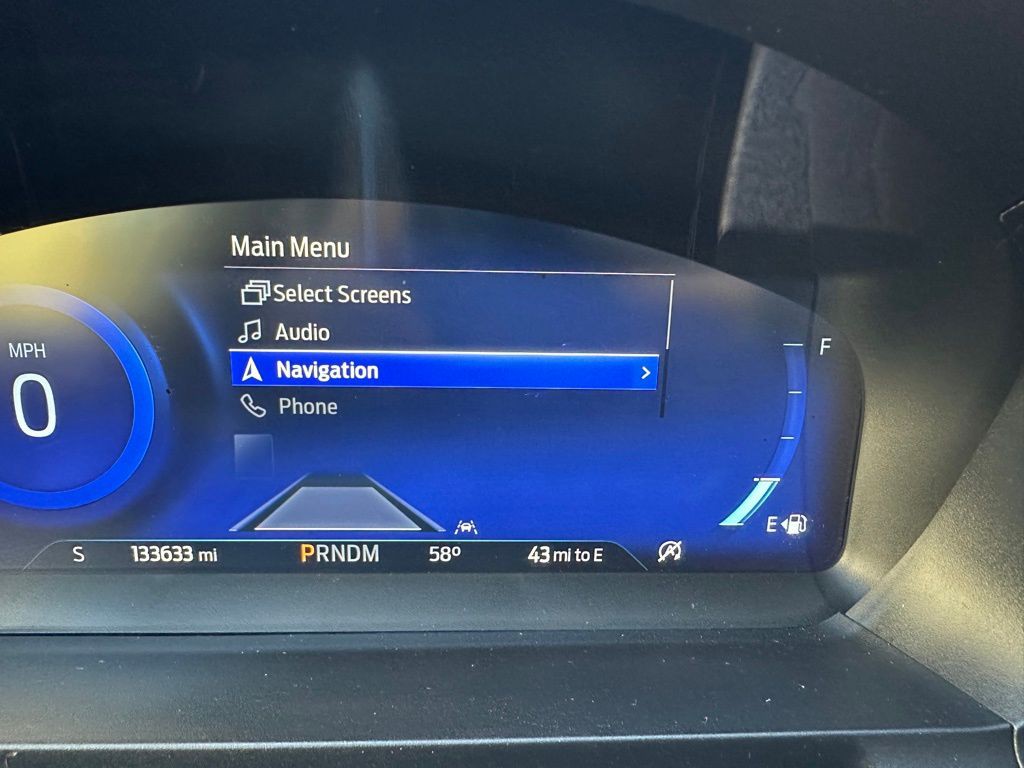 Main Menu
Select Screens
Audio
Navigation
Phone
MPH
0
F
E
S 133633 mi PRNDM 58° 43 mi to E